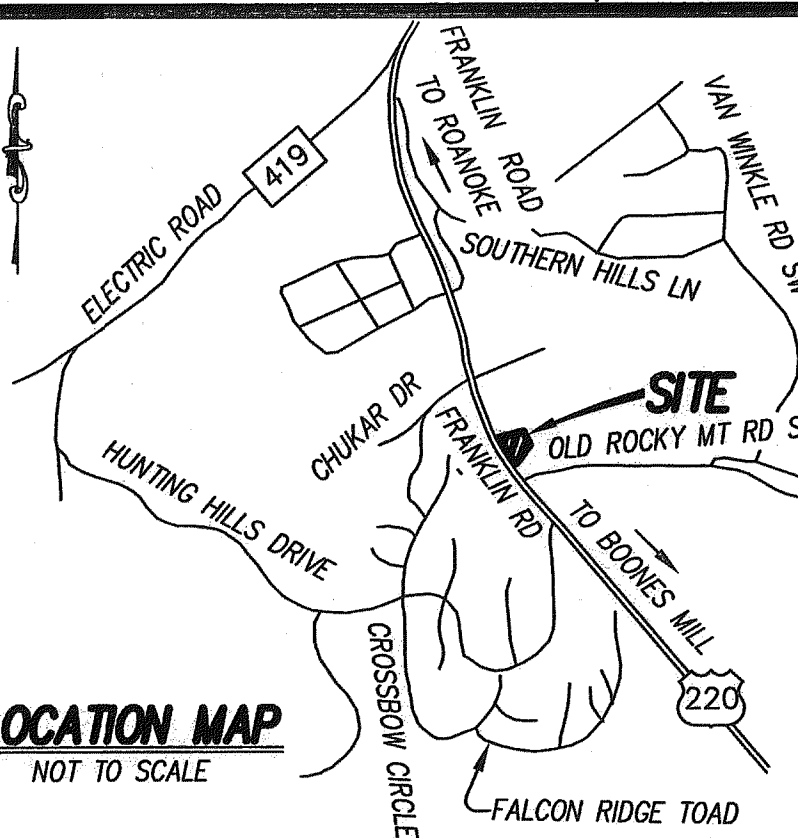 FRANKLIN ROAD
TO ROANOKE
VAN WINKLE RD SW
419
ELECTRIC ROAD
SOUTHERN HILLS LN
SITE
CHUKAR DR
FRANKLIN RD
OLD ROCKY MT RD S
HUNTING HILLS DRIVE
TO BOONES MILL
CROSSBOW CIRCLE
220
OCATION MAP
NOT TO SCALE
FALCON RIDGE TOAD